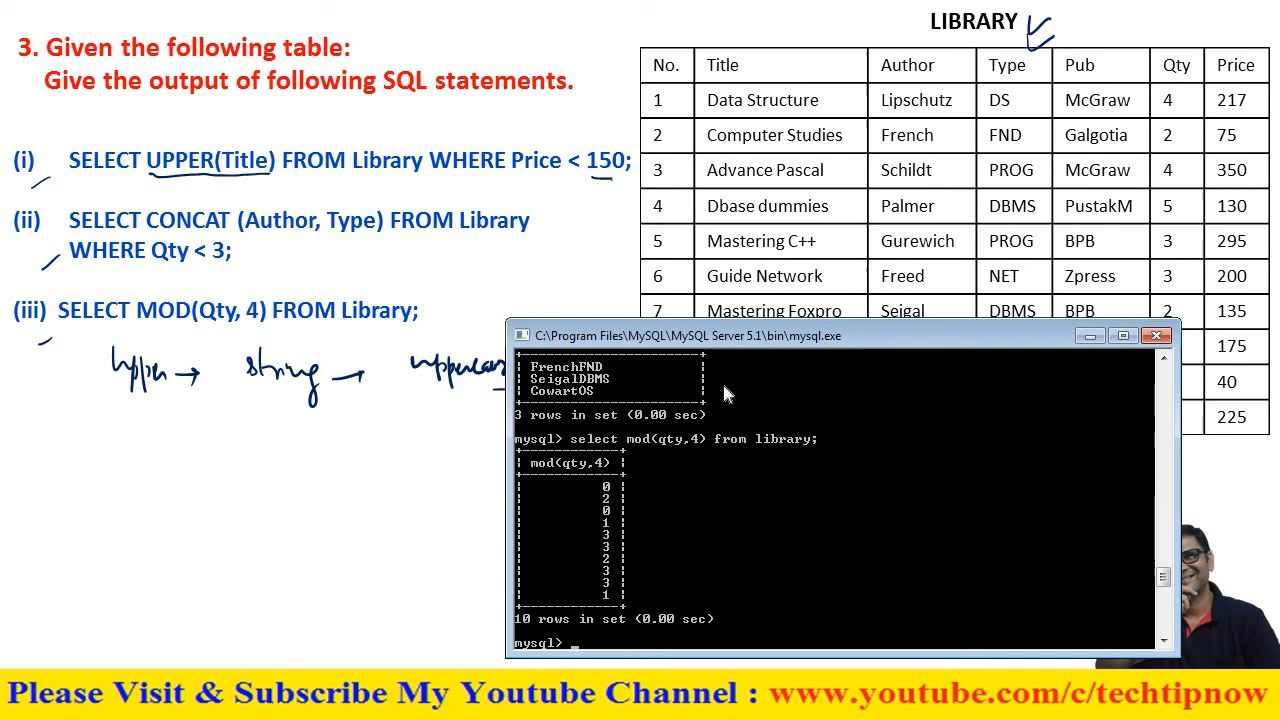 LIBRARY
3. Given the following table:
Give the output of following SQL statements.
(i) SELECT UPPER(Title) FROM Library WHERE Price < 150;
(ii) SELECT CONCAT (Author, Type) FROM Library
WHERE Qty < 3;
(iii) SELECT MOD(Qty, 4) FROM Library;
upper → string → uppercas
No. Title Author Type Pub Qty Price
1 Data Structure Lipschutz DS McGraw 4 217
2 Computer Studies French FND Galgotia 2 75
3 Advance Pascal Schildt PROG McGraw 4 350
4 Dbase dummies Palmer DBMS PustakM 5 130
5 Mastering C++ Gurewich PROG BPB 3 295
6 Guide Network Freed NET Zpress 3 200
7 Mastering Foxpro Seigal DBMS BPB 2 135
175
40
225
C:\Program Files\MySQL\MySQL Server 5.1\bin\mysql.exe
FrenchFND
SeigalDBMS
CowartOS
3 rows in set (0.00 sec)
mysql> select mod(qty,4) from library;
mod(qty,4)
0
2
0
1
3
3
2
3
3
1
10 rows in set (0.00 sec)
mysql>
Please Visit & Subscribe My Youtube Channel : www.youtube.com/c/techtipnow